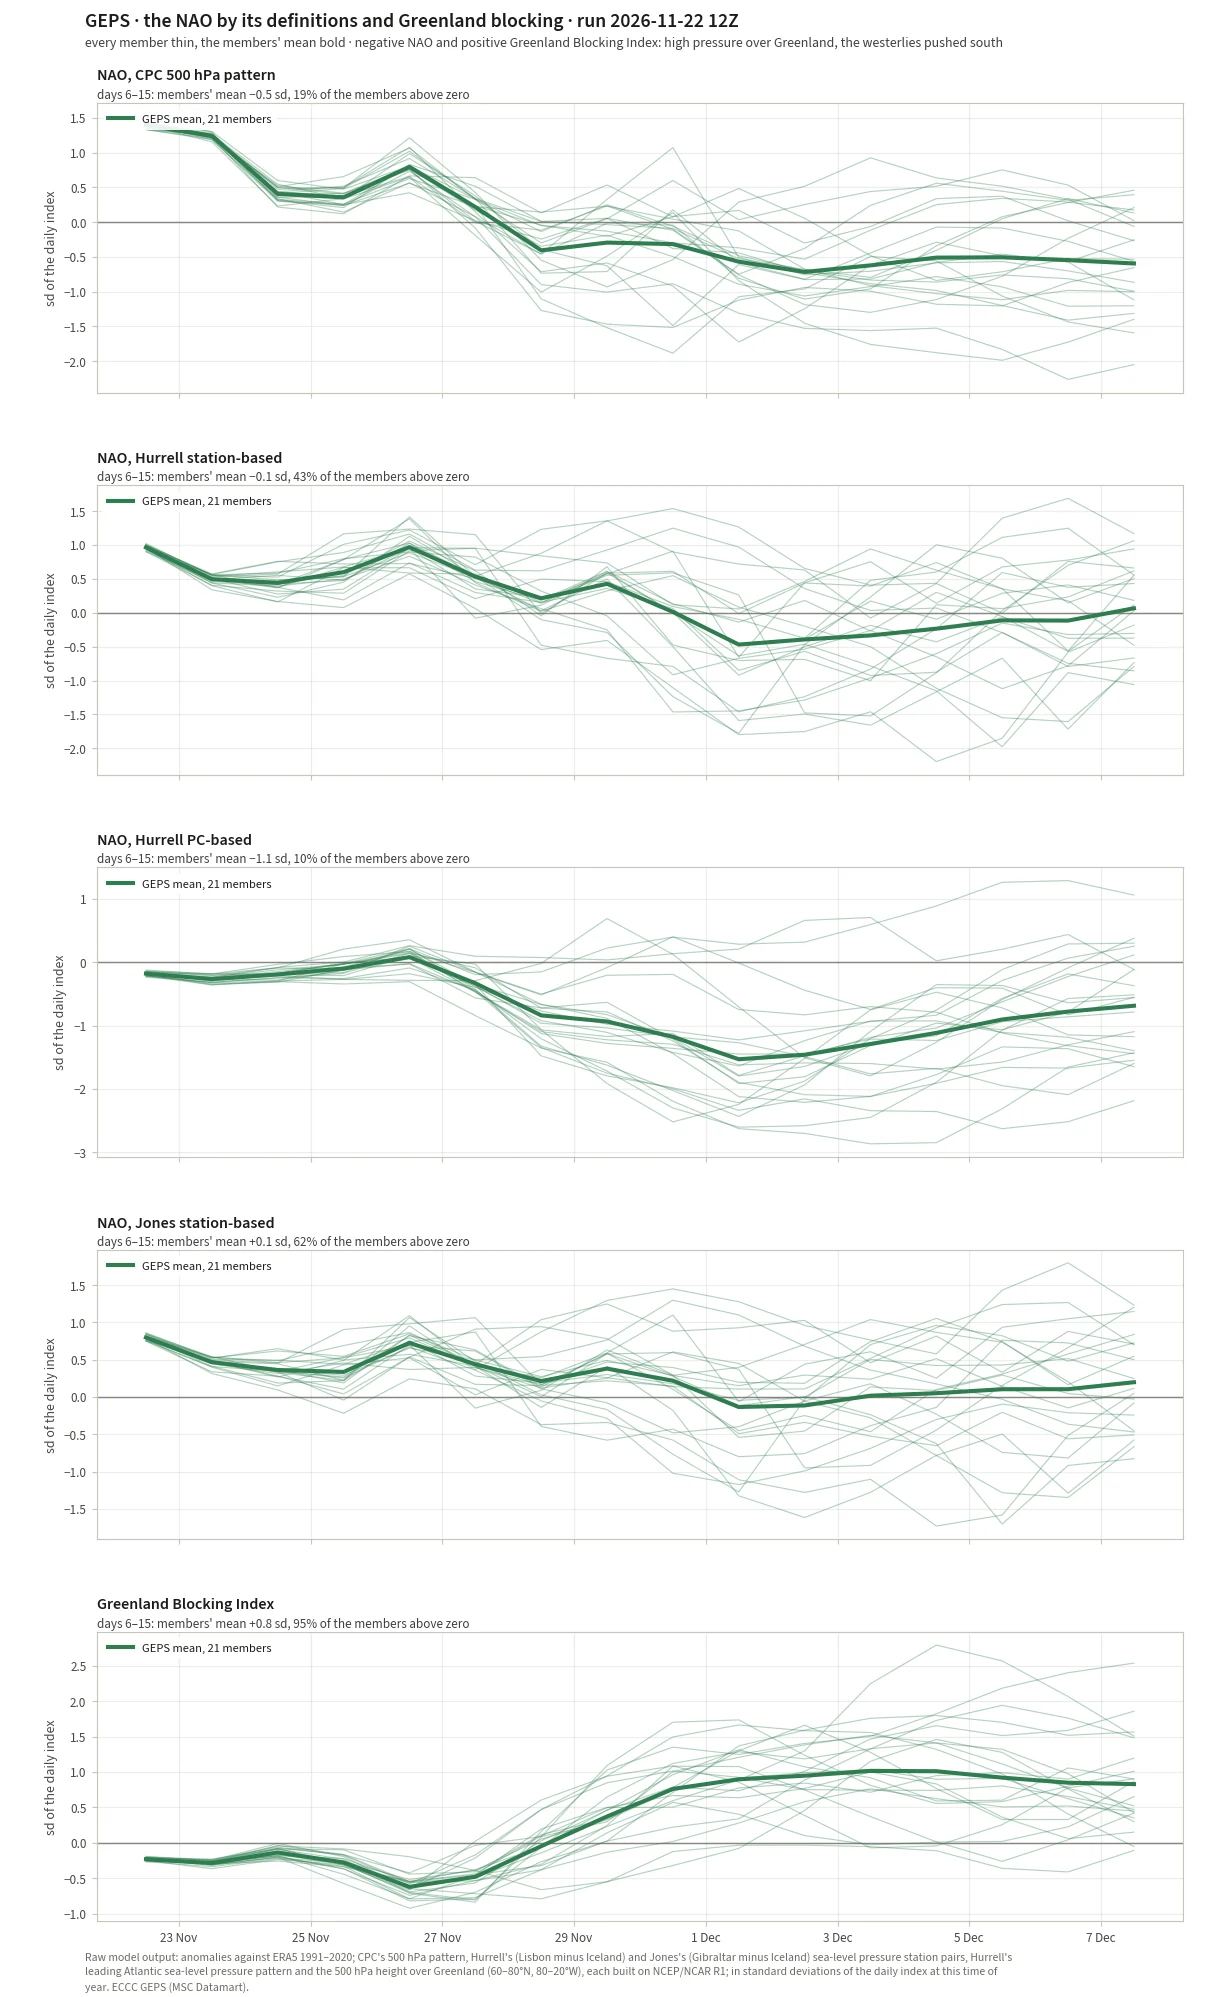 GEPS · the NAO by its definitions and Greenland blocking · run 2026-11-22 12Z
every member thin, the members' mean bold · negative NAO and positive Greenland Blocking Index: high pressure over Greenland, the westerlies pushed south
NAO, CPC 500 hPa pattern
days 6–15: members' mean −0.5 sd, 19% of the members above zero
GEPS mean, 21 members
sd of the daily index
1.5
1.0
0.5
0.0
−0.5
−1.0
−1.5
−2.0
NAO, Hurrell station-based
days 6–15: members' mean −0.1 sd, 43% of the members above zero
GEPS mean, 21 members
sd of the daily index
1.5
1.0
0.5
0.0
−0.5
−1.0
−1.5
−2.0
NAO, Hurrell PC-based
days 6–15: members' mean −1.1 sd, 10% of the members above zero
GEPS mean, 21 members
sd of the daily index
1
0
−1
−2
−3
NAO, Jones station-based
days 6–15: members' mean +0.1 sd, 62% of the members above zero
GEPS mean, 21 members
sd of the daily index
1.5
1.0
0.5
0.0
−0.5
−1.0
−1.5
Greenland Blocking Index
days 6–15: members' mean +0.8 sd, 95% of the members above zero
GEPS mean, 21 members
sd of the daily index
2.5
2.0
1.5
1.0
0.5
0.0
−0.5
−1.0
23 Nov 25 Nov 27 Nov 29 Nov 1 Dec 3 Dec 5 Dec 7 Dec
Raw model output: anomalies against ERA5 1991–2020; CPC's 500 hPa pattern, Hurrell's (Lisbon minus Iceland) and Jones's (Gibraltar minus Iceland) sea-level pressure station pairs, Hurrell's
leading Atlantic sea-level pressure pattern and the 500 hPa height over Greenland (60–80°N, 80–20°W), each built on NCEP/NCAR R1; in standard deviations of the daily index at this time of
year. ECCC GEPS (MSC Datamart).